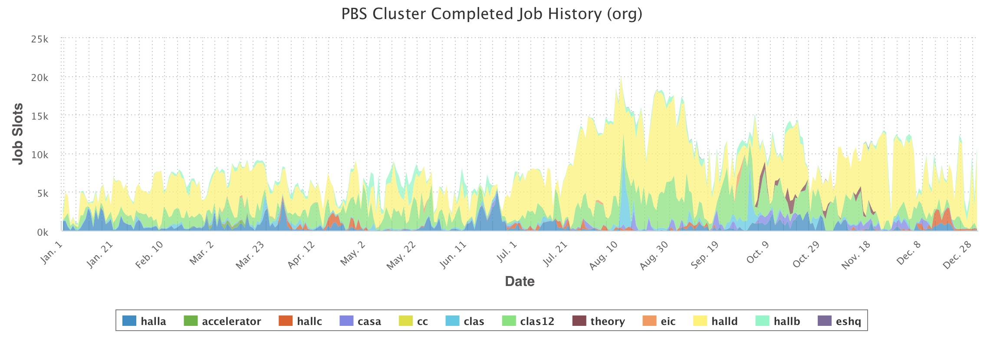 PBS Cluster Completed Job History (org)
25k
20k
15k
10k
5k
0k
Job Slots
Jan. 1
Jan. 21
Feb. 10
Mar. 2
Mar. 23
Apr. 12
May. 2
May. 22
Jun. 11
Jul. 1
Jul. 21
Aug. 10
Aug. 30
Sep. 19
Oct. 9
Oct. 29
Nov. 18
Dec. 8
Dec. 28
Date
halla accelerator hallc casa cc clas clas12 theory eic halld hallb eshq